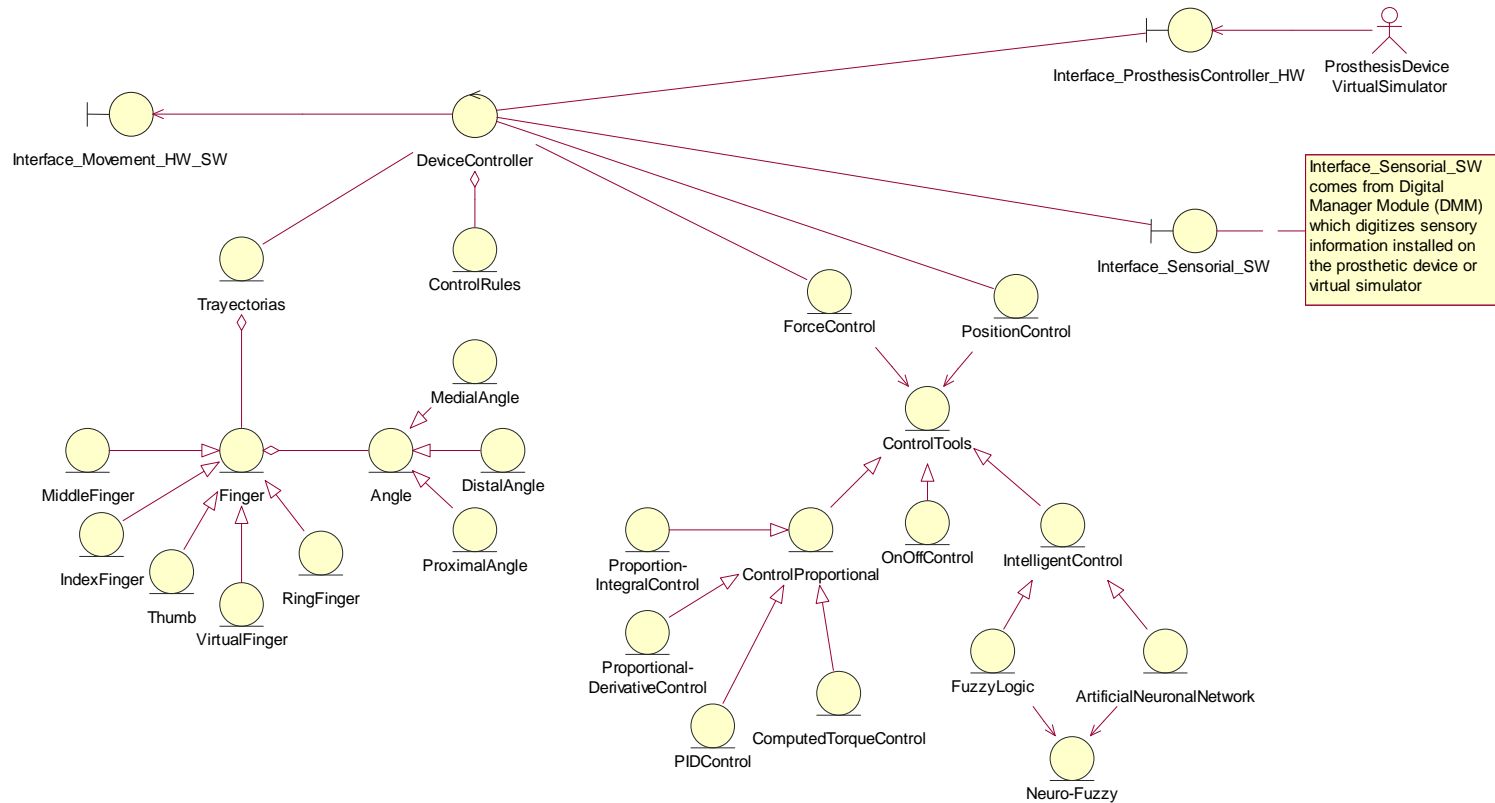 Interface_ProsthesisController_HW
ProsthesisDevice
VirtualSimulator
Interface_Movement_HW_SW
DeviceController
Interface_Sensorial_SW
comes from Digital
Manager Module (DMM)
which digitizes sensory
information installed on
the prosthetic device or
virtual simulator
Interface_Sensorial_SW
Trayectorias
ControlRules
ForceControl
PositionControl
MedialAngle
ControlTools
MiddleFinger
Finger
Angle
DistalAngle
IndexFinger
Thumb
VirtualFinger
RingFinger
ProximalAngle
Proportion-
IntegralControl
ControlProportional
OnOffControl
IntelligentControl
Proportional-
DerivativeControl
PIDControl
ComputedTorqueControl
FuzzyLogic
ArtificialNeuronalNetwork
Neuro-Fuzzy